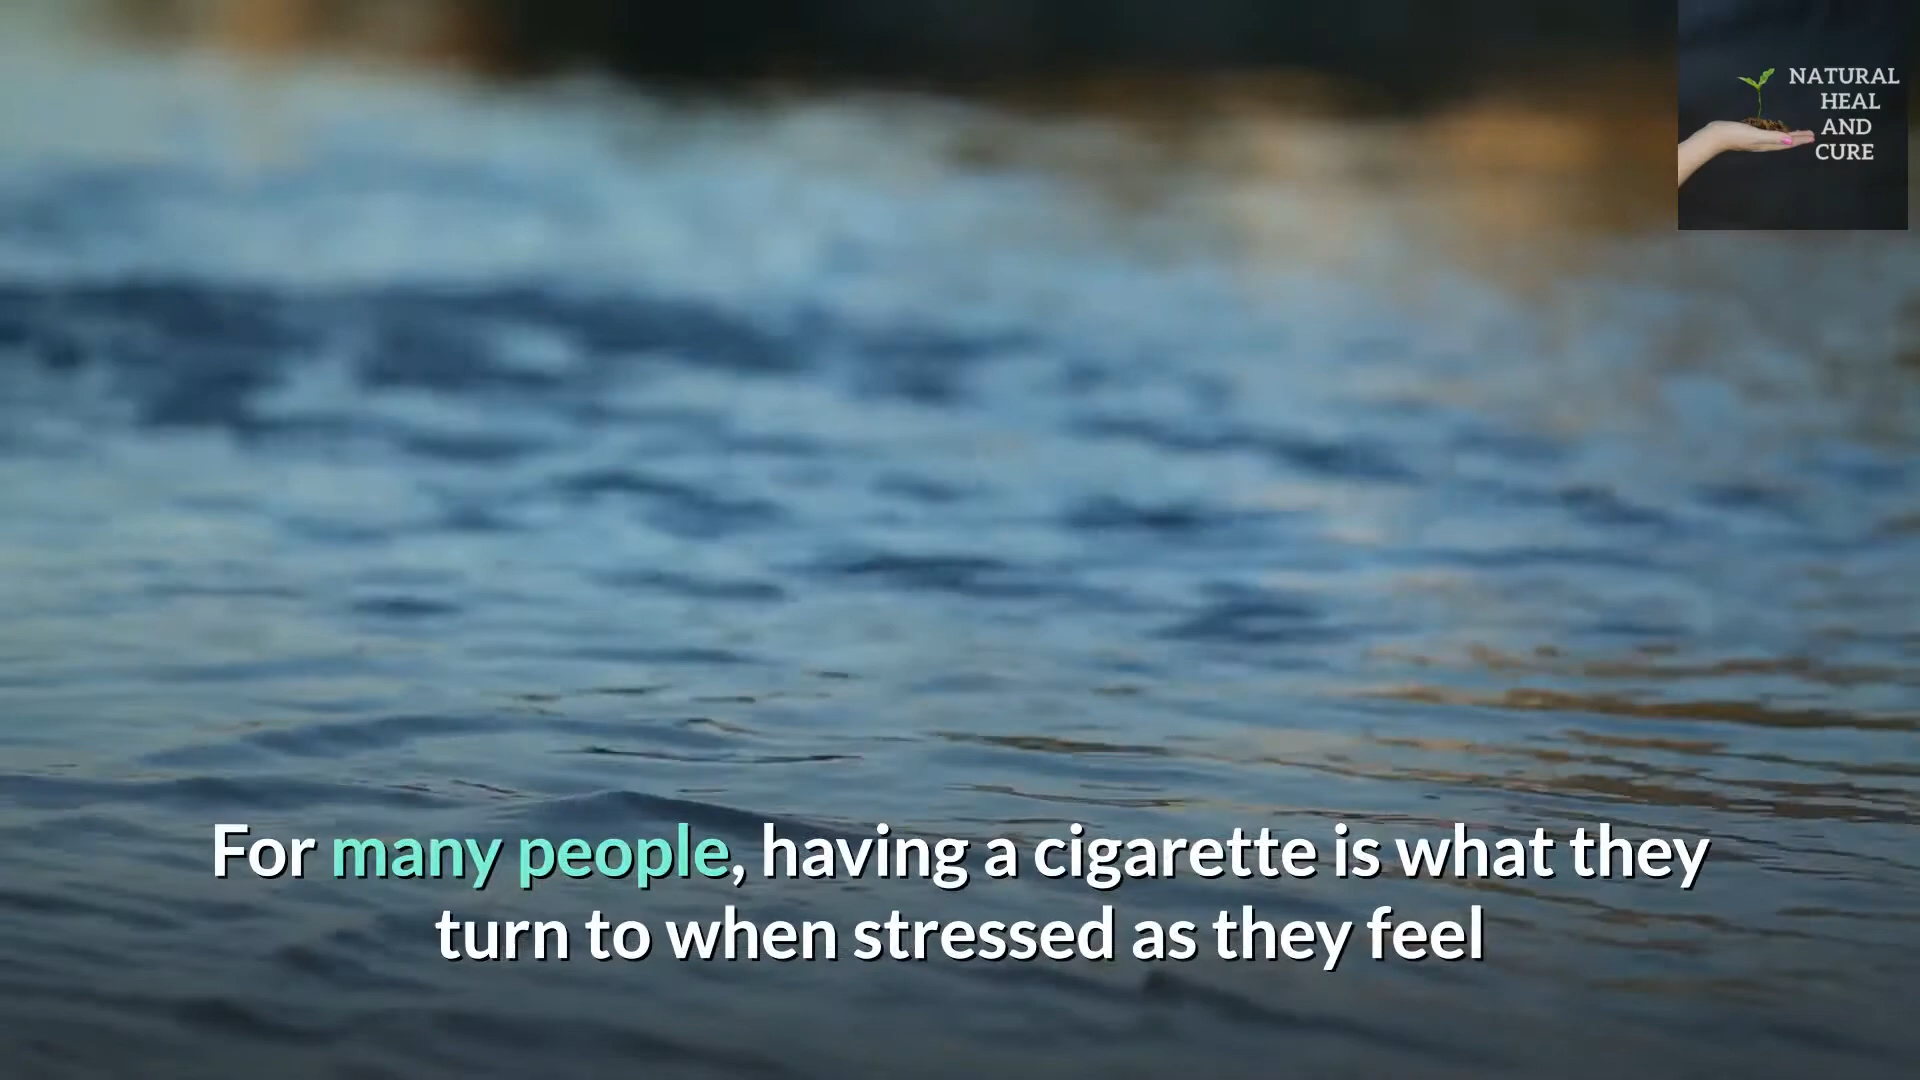 NATURAL
HEAL
AND
CURE
For many people, having a cigarette is what they
turn to when stressed as they feel